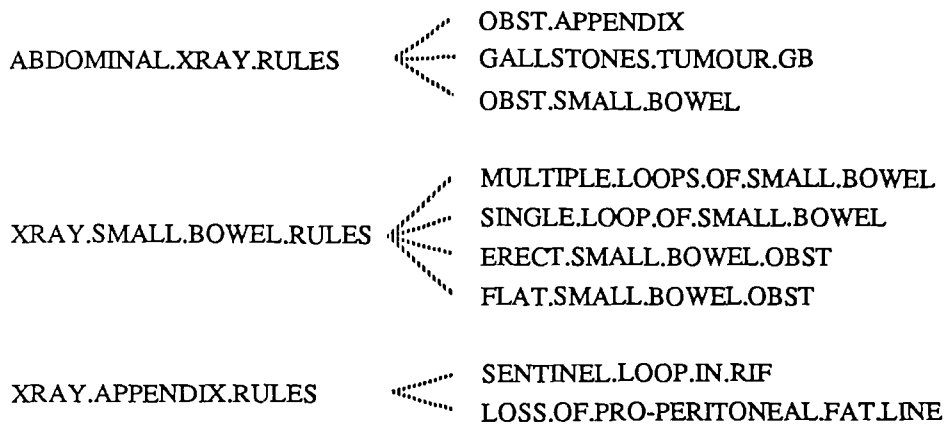 OBST.APPENDIX
ABDOMINAL.XRAY.RULES
GALLSTONES.TUMOUR.GB
OBST.SMALL.BOWEL
MULTIPLE.LOOPS.OF.SMALL.BOWEL
SINGLE.LOOP.OF.SMALL.BOWEL
XRAY.SMALL.BOWEL.RULES
ERECT.SMALL.BOWEL.OBST
FLAT.SMALL.BOWEL.OBST
SENTINEL.LOOP.IN.RIF
XRAY.APPENDIX.RULES
LOSS.OF.PRO-PERITONEAL.FAT.LINE